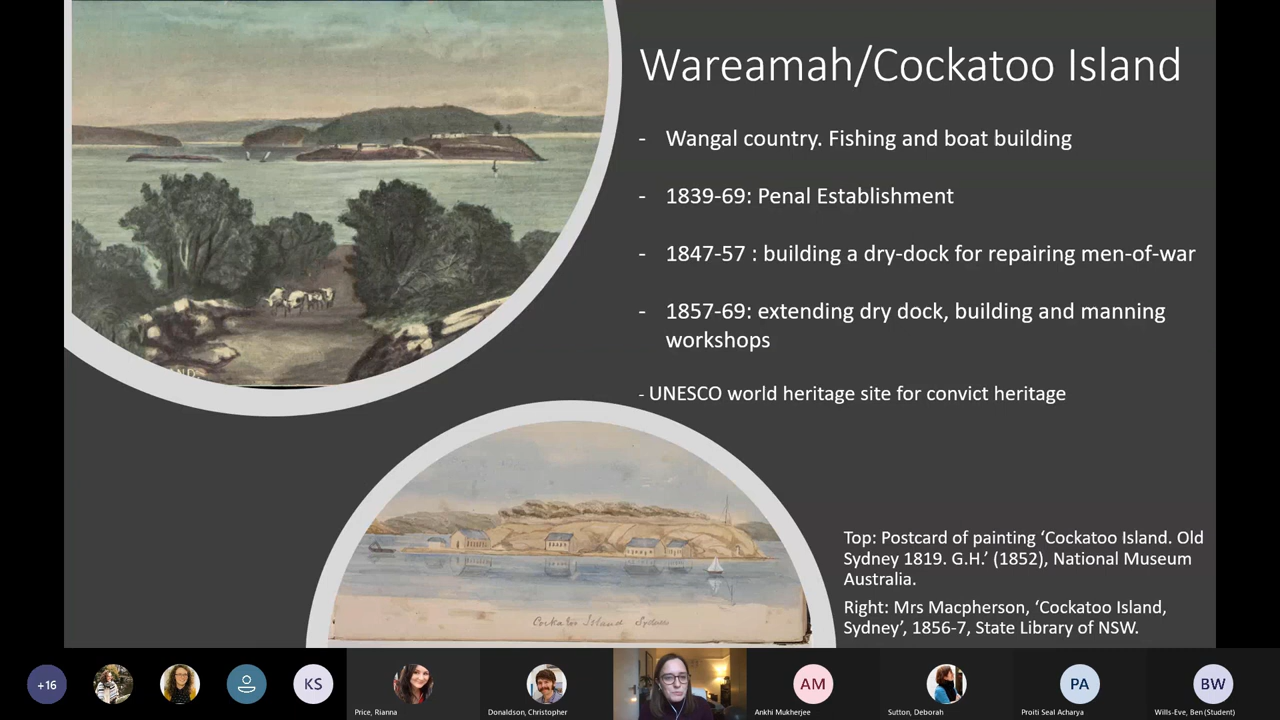 Wareamah/Cockatoo Island
- Wangal country. Fishing and boat building
- 1839-69: Penal Establishment
- 1847-57 : building a dry-dock for repairing men-of-war
- 1857-69: extending dry dock, building and manning
workshops
- UNESCO world heritage site for convict heritage
AND.
Cockatoo Island Sydney
Top: Postcard of painting ‘Cockatoo Island. Old
Sydney 1819. G.H.’ (1852), National Museum
Australia.
Right: Mrs Macpherson, ‘Cockatoo Island,
Sydney’, 1856-7, State Library of NSW.
+16
KS
Price, Rianna
Donaldson, Christopher
AM
Ankhi Mukherjee
Sutton, Deborah
PA
Proiti Seal Acharya
BW
Wills-Eve, Ben (Student)